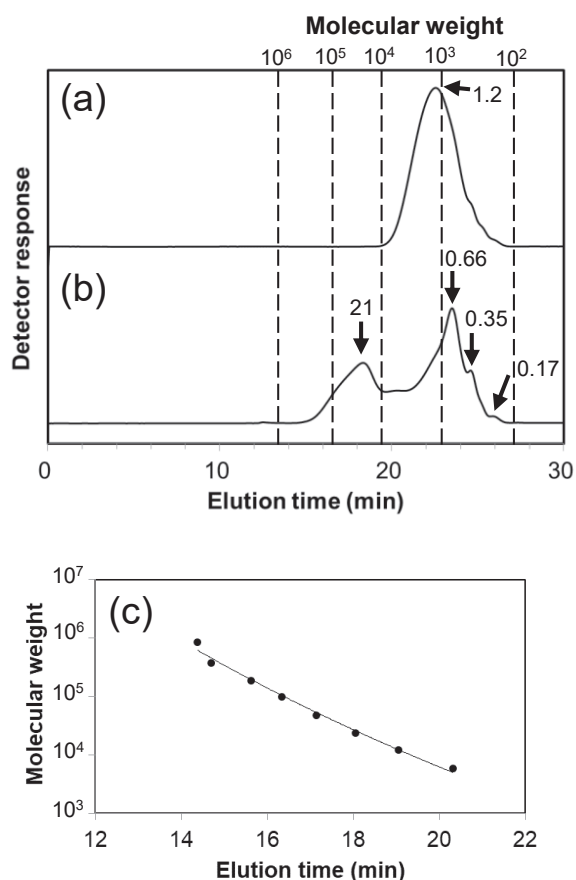 Molecular weight
10⁶ 10⁵ 10⁴ 10³ 10²
(a)
1.2
Detector response
(b)
0.66
21
0.35
0.17
0 10 20 30
Elution time (min)
(c)
Molecular weight
10⁷
10⁶
10⁵
10⁴
10³
12 14 16 18 20 22
Elution time (min)